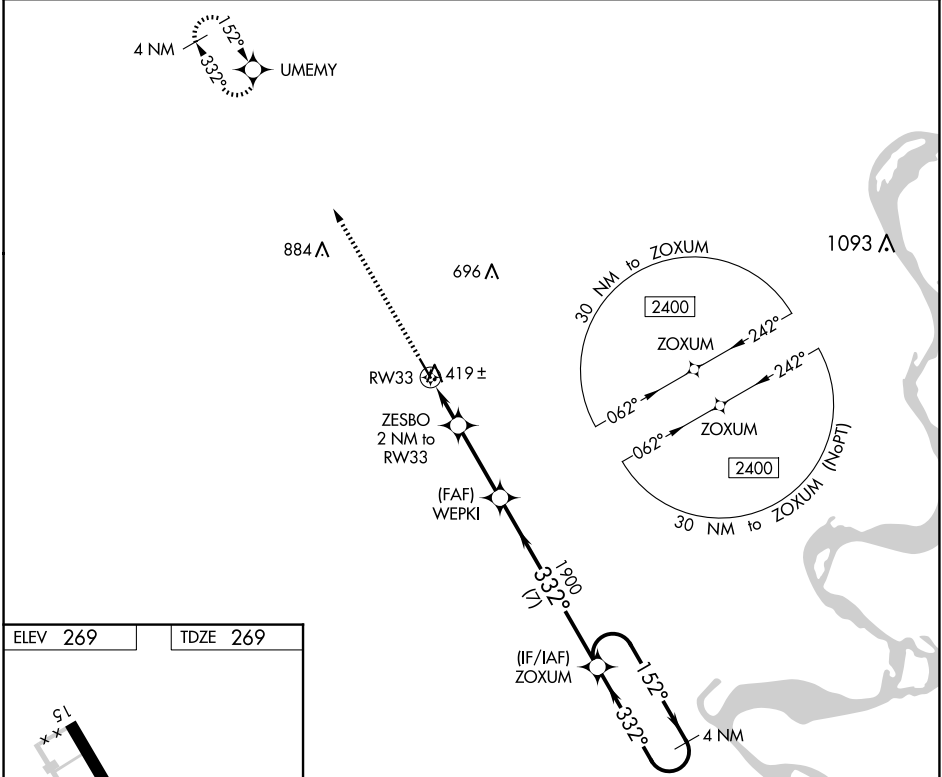 152°
4 NM
332°
UMEMY
884
696
1093
30 NM to ZOXUM
2400
ZOXUM
242°
062°
RW33
419±
ZESBO
2 NM to
RW33
242°
062°
ZOXUM
2400
30 NM to ZOXUM (NoPT)
(FAF)
WEPKI
1900
332°
(7)
(IF/IAF)
ZOXUM
152°
332°
4 NM
ELEV 269
TDZE 269
15